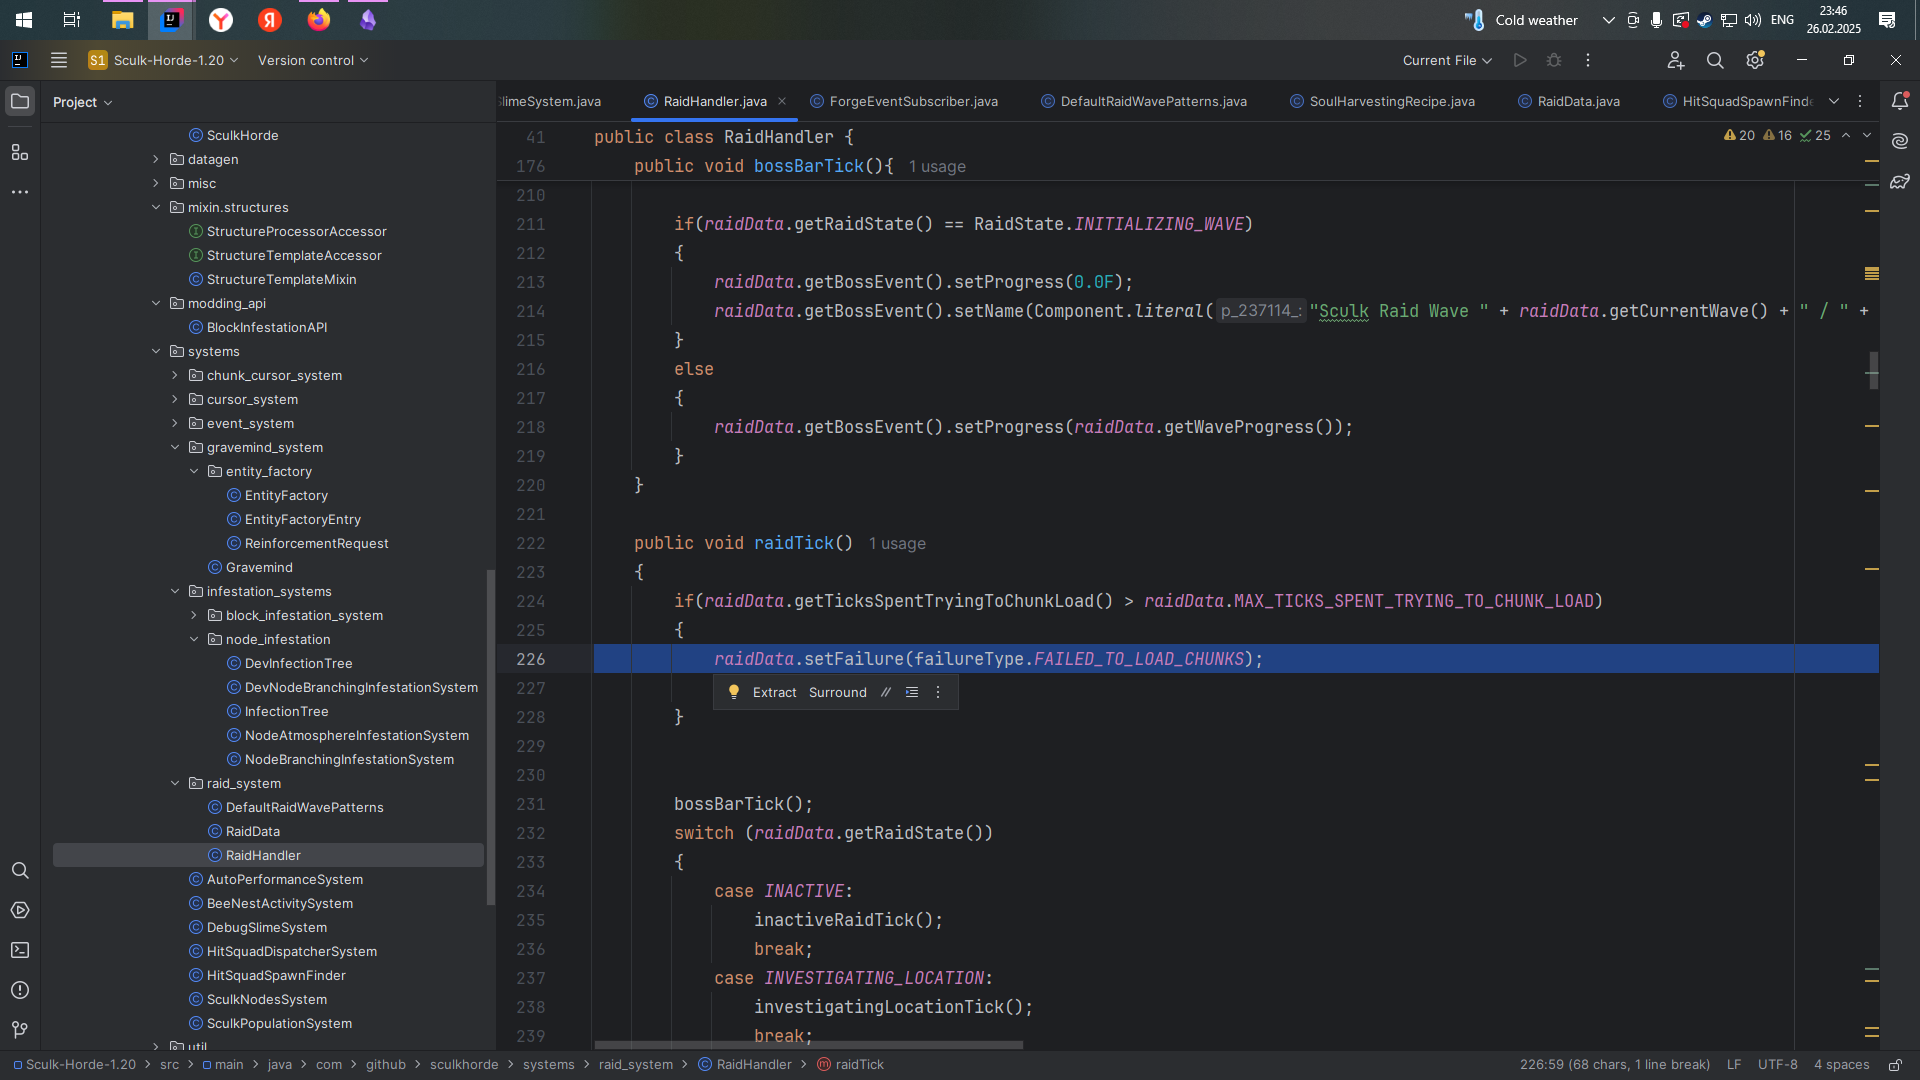 Cold weather
ENG
23:46
26.02.2025
S1
Sculk-Horde-1.20
Version control
Current File
Project
SlimeSystem.java
RaidHandler.java
ForgeEventSubscriber.java
DefaultRaidWavePatterns.java
SoulHarvestingRecipe.java
RaidData.java
HitSquadSpawnFinde
SculkHorde
datagen
misc
mixin.structures
StructureProcessorAccessor
StructureTemplateAccessor
StructureTemplateMixin
modding_api
BlockInfestationAPI
systems
chunk_cursor_system
cursor_system
event_system
gravemind_system
entity_factory
EntityFactory
EntityFactoryEntry
ReinforcementRequest
Gravemind
infestation_systems
block_infestation_system
node_infestation
DevInfectionTree
DevNodeBranchingInfestationSystem
InfectionTree
NodeAtmosphereInfestationSystem
NodeBranchingInfestationSystem
raid_system
DefaultRaidWavePatterns
RaidData
RaidHandler
AutoPerformanceSystem
BeeNestActivitySystem
DebugSlimeSystem
HitSquadDispatcherSystem
HitSquadSpawnFinder
SculkNodesSystem
SculkPopulationSystem
util
20 16 25
41 public class RaidHandler {
176 public void bossBarTick(){ 1 usage
210
211 if(raidData.getRaidState() == RaidState.INITIALIZING_WAVE)
212 {
213 raidData.getBossEvent().setProgress(0.0F);
214 raidData.getBossEvent().setName(Component.literal( p_237114_: "Sculk Raid Wave " + raidData.getCurrentWave() + " / " +
215 }
216 else
217 {
218 raidData.getBossEvent().setProgress(raidData.getWaveProgress());
219 }
220 }
221
222 public void raidTick() 1 usage
223 {
224 if(raidData.getTicksSpentTryingToChunkLoad() > raidData.MAX_TICKS_SPENT_TRYING_TO_CHUNK_LOAD)
225 {
226 raidData.setFailure(failureType.FAILED_TO_LOAD_CHUNKS);
227
Extract Surround //
228 }
229
230
231 bossBarTick();
232 switch (raidData.getRaidState())
233 {
234 case INACTIVE:
235 inactiveRaidTick();
236 break;
237 case INVESTIGATING_LOCATION:
238 investigatingLocationTick();
239 break;
Sculk-Horde-1.20 > src > main > java > com > github > sculkhorde > systems > raid_system > RaidHandler > raidTick
226:59 (68 chars, 1 line break) LF UTF-8 4 spaces